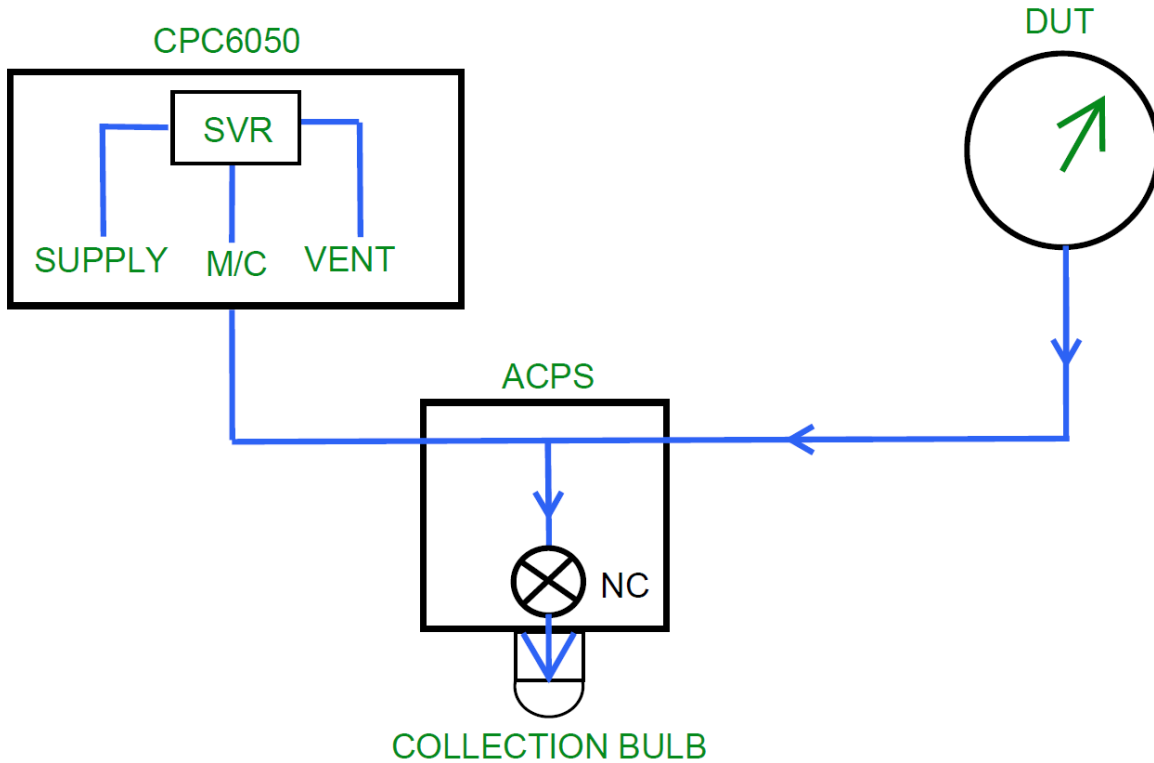 CPC6050
DUT
SVR
SUPPLY
M/C
VENT
ACPS
NC
COLLECTION BULB